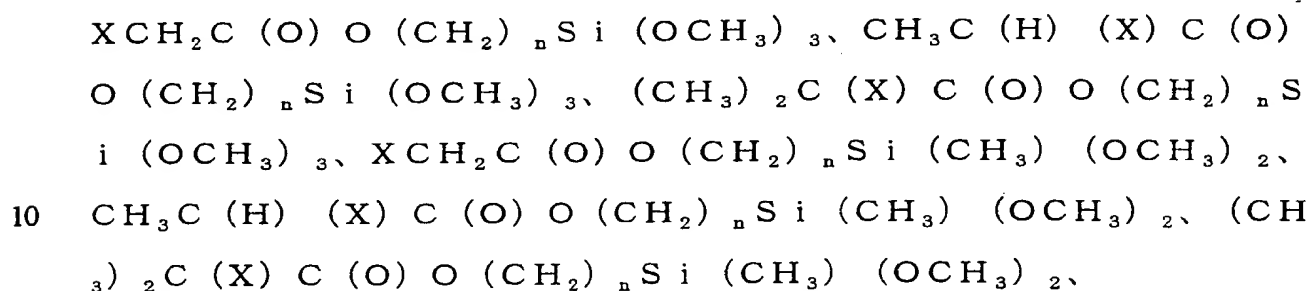 XCH₂C(O)O(CH₂)ₙSi(OCH₃)₃、CH₃C(H)(X)C(O)
O(CH₂)ₙSi(OCH₃)₃、(CH₃)₂C(X)C(O)O(CH₂)ₙS
i(OCH₃)₃、XCH₂C(O)O(CH₂)ₙSi(CH₃)(OCH₃)₂、
10 CH₃C(H)(X)C(O)O(CH₂)ₙSi(CH₃)(OCH₃)₂、(CH
₃)₂C(X)C(O)O(CH₂)ₙSi(CH₃)(OCH₃)₂、